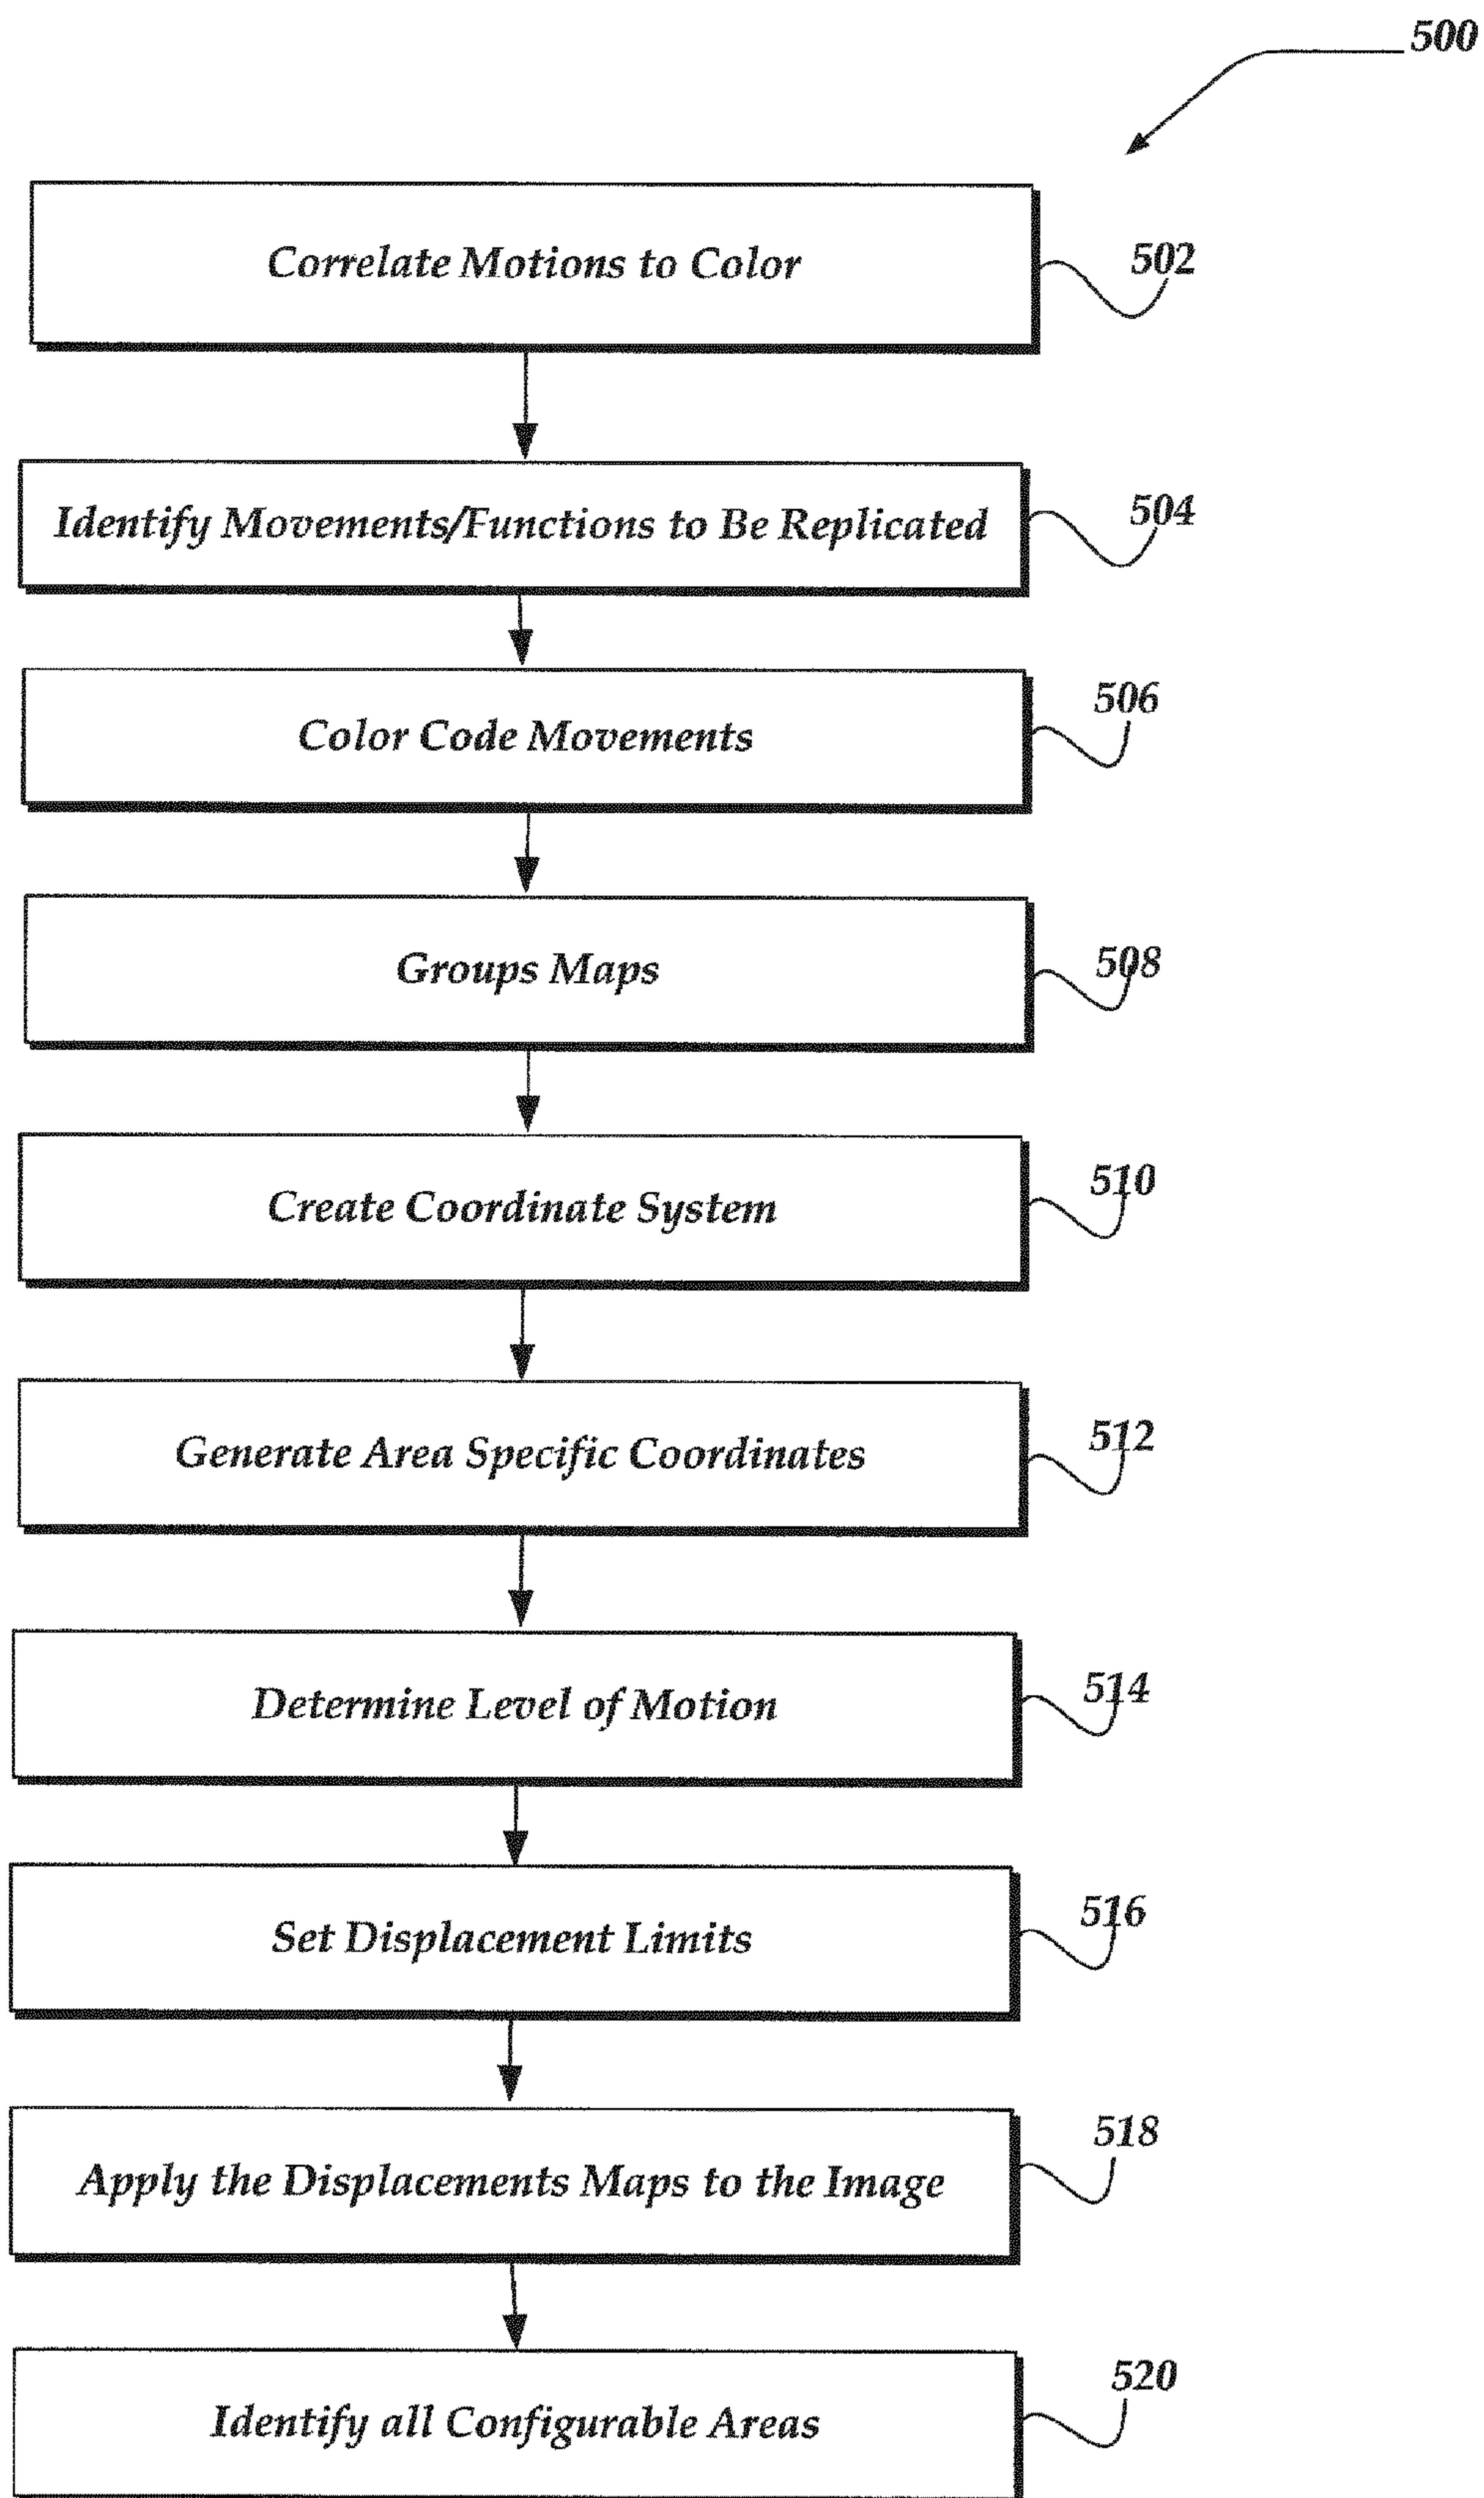 500
Correlate Motions to Color
502
Identify Movements/Functions to Be Replicated
504
Color Code Movements
506
Groups Maps
508
Create Coordinate System
510
Generate Area Specific Coordinates
512
Determine Level of Motion
514
Set Displacement Limits
516
Apply the Displacements Maps to the Image
518
Identify all Configurable Areas
520